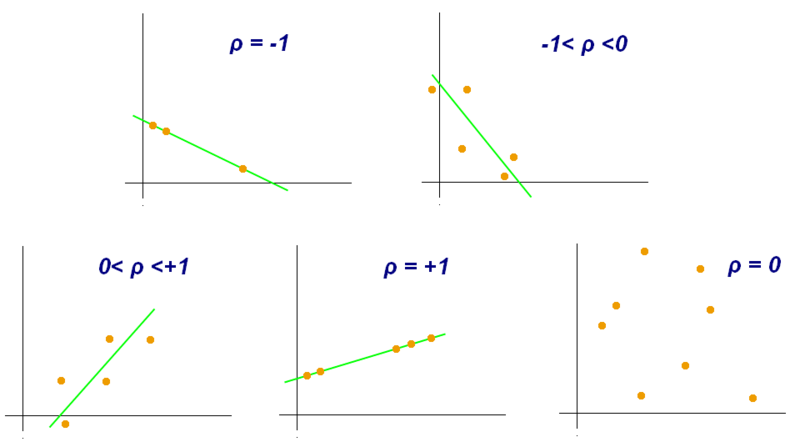 ρ = -1
-1< ρ <0
0< ρ <+1
ρ = +1
ρ = 0